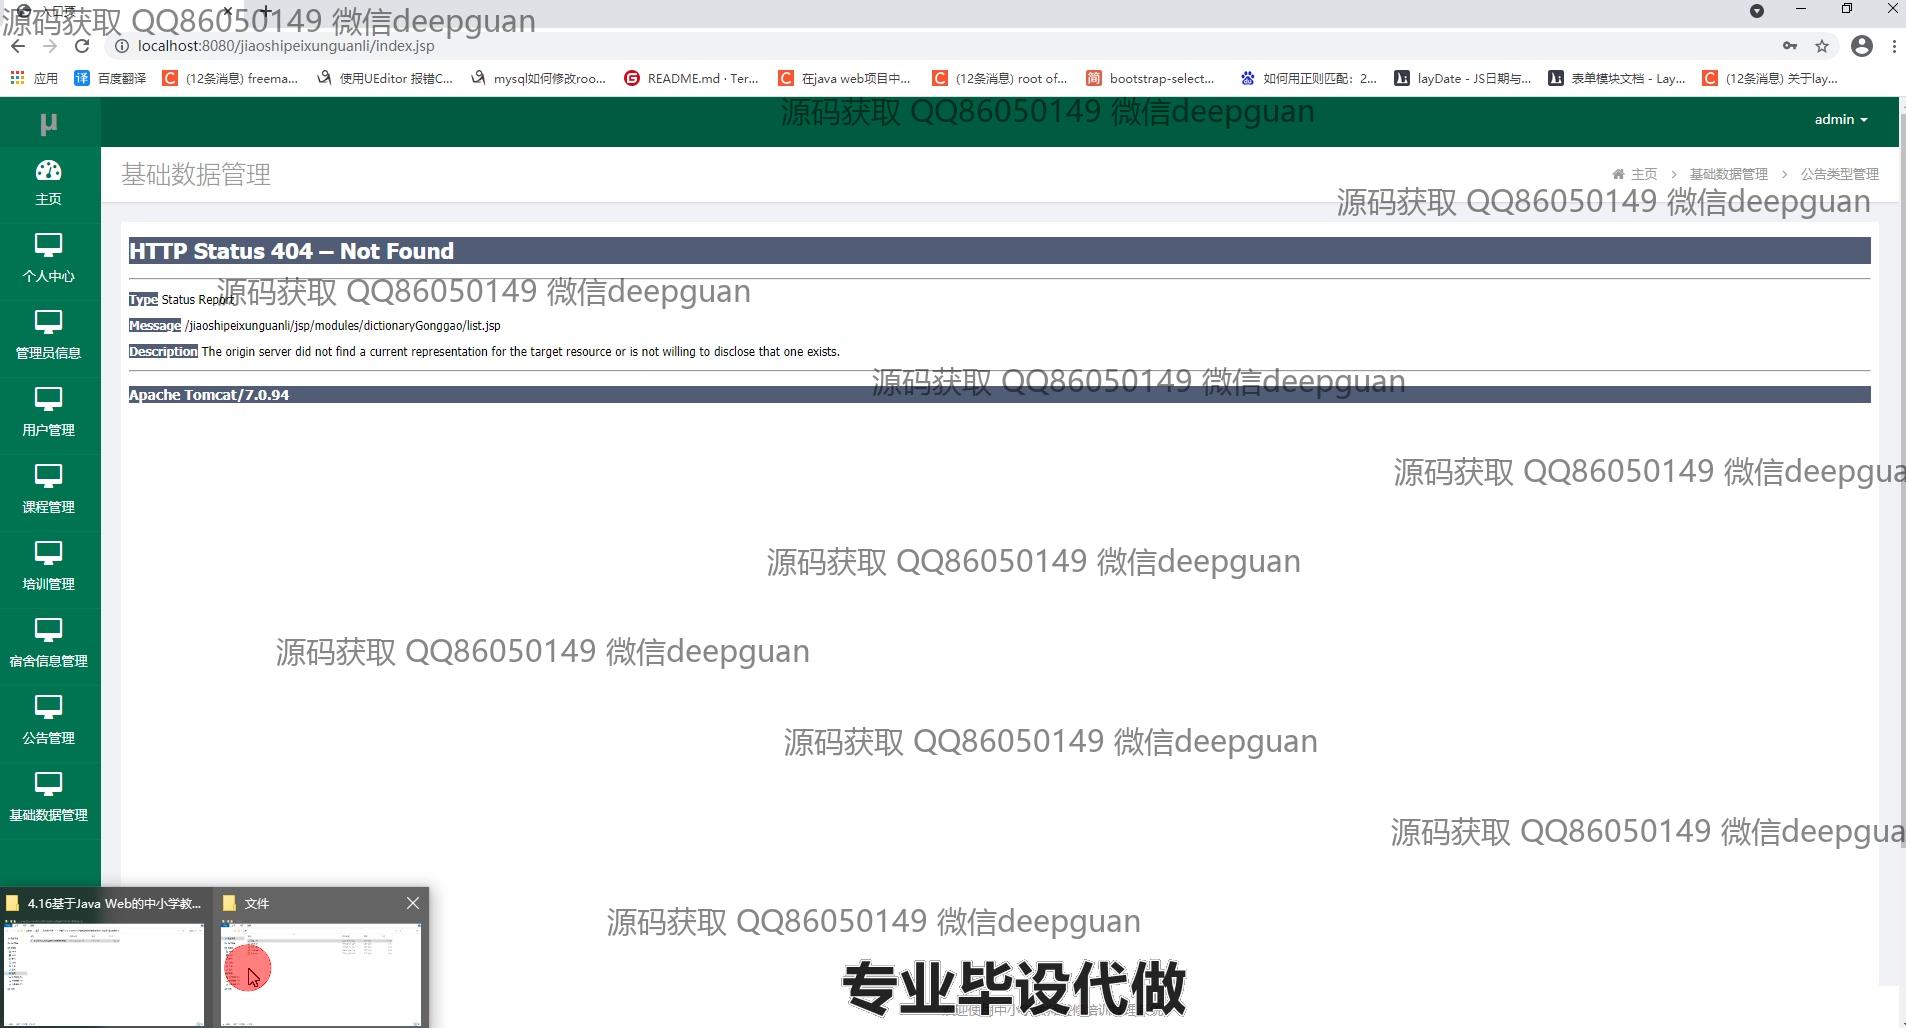 源码获取 QQ86050149 微信deepguan
localhost:8080/jiaoshipeixunguanli/index.jsp
应用 百度翻译 (12条消息) freema... 使用UEditor 报错C... mysql如何修改roo... README.md · Ter... 在java web项目中... (12条消息) root of... bootstrap-select... 如何用正则匹配：2... layDate - JS日期与... 表单模块文档 - Lay... (12条消息) 关于lay...
μ
源码获取 QQ86050149 微信deepguan
admin
主页
基础数据管理
主页 > 基础数据管理 > 公告类型管理
源码获取 QQ86050149 微信deepguan
HTTP Status 404 – Not Found
个人中心
Type Status Report
源码获取 QQ86050149 微信deepguan
Message /jiaoshipeixunguanli/jsp/modules/dictionaryGonggao/list.jsp
管理员信息
Description The origin server did not find a current representation for the target resource or is not willing to disclose that one exists.
源码获取 QQ86050149 微信deepguan
Apache Tomcat/7.0.94
用户管理
源码获取 QQ86050149 微信deepgua
课程管理
源码获取 QQ86050149 微信deepguan
培训管理
源码获取 QQ86050149 微信deepguan
宿舍信息管理
源码获取 QQ86050149 微信deepguan
公告管理
基础数据管理
源码获取 QQ86050149 微信deepgua
4.16基于Java Web的中小学教... 文件
源码获取 QQ86050149 微信deepguan
专业毕设代做